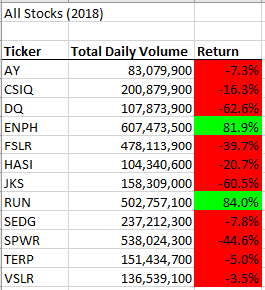 All Stocks (2018)
Ticker Total Daily Volume Return
AY 83,079,900 -7.3%
CSIQ 200,879,900 -16.3%
DQ 107,873,900 -62.6%
ENPH 607,473,500 81.9%
FSLR 478,113,900 -39.7%
HASI 104,340,600 -20.7%
JKS 158,309,000 -60.5%
RUN 502,757,100 84.0%
SEDG 237,212,300 -7.8%
SPWR 538,024,300 -44.6%
TERP 151,434,700 -5.0%
VSLR 136,539,100 -3.5%